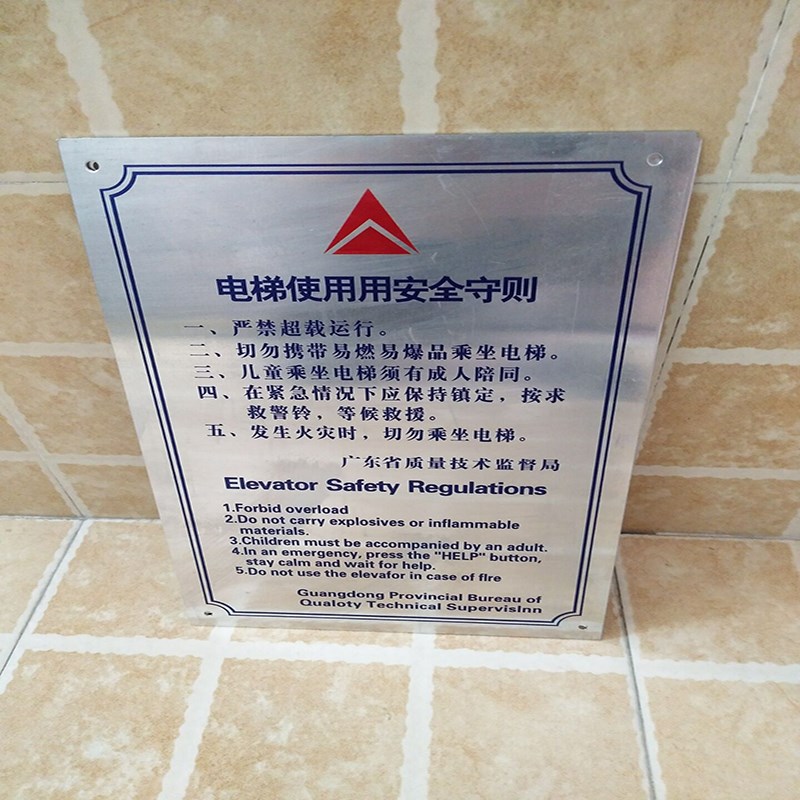 电梯使用用安全守则
一、严禁超载运行。
二、切勿携带易燃易爆品乘坐电梯。
三、儿童乘坐电梯须有成人陪同。
四、在紧急情况下应保持镇定，按求
救警铃，等候救援。
五、发生火灾时，切勿乘坐电梯。
广东省质量技术监督局
Elevator Safety Regulations
1.Forbid overload
2.Do not carry explosives or inflammable
materials.
3.Children must be accompanied by an adult.
4.In an emergency, press the "HELP" button,
stay calm and wait for help.
5.Do not use the elevafor in case of flre
Guangdong Provincial Bureau of
Qualoty Technical SupervisInn